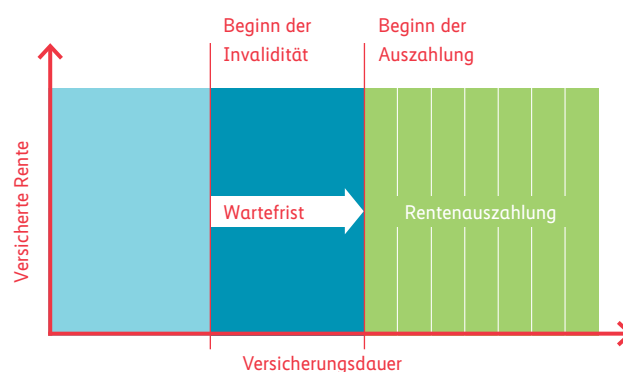 Beginn der
Invalidität
Beginn der
Auszahlung
Versicherte Rente
Wartefrist
Rentenauszahlung
Versicherungsdauer